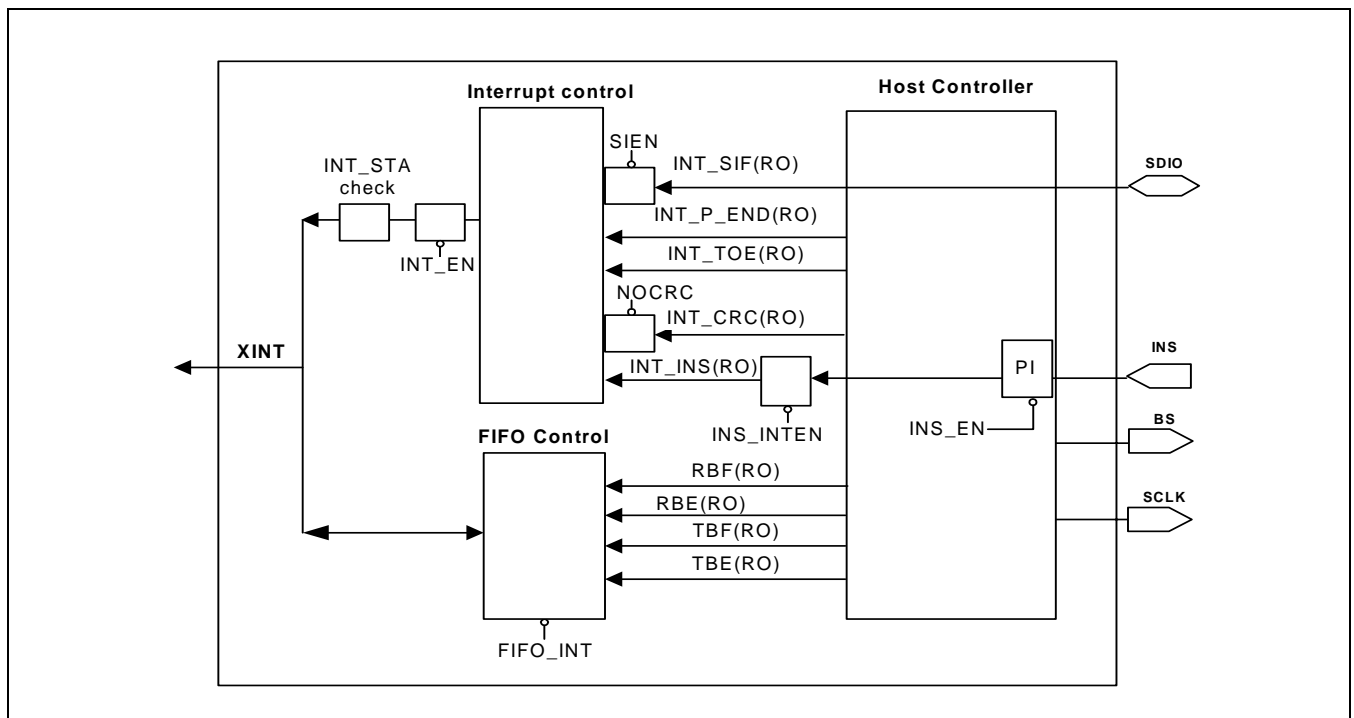 Interrupt control
Host Controller
SIEN
INT_STA
check
INT_SIF(RO)
SDIO
INT_P_END(RO)
INT_EN
INT_TOE(RO)
NOCRC
INT_CRC(RO)
XINT
INT_INS(RO)
PI
INS
INS_INTEN
INS_EN
BS
FIFO Control
RBF(RO)
RBE(RO)
SCLK
TBF(RO)
TBE(RO)
FIFO_INT